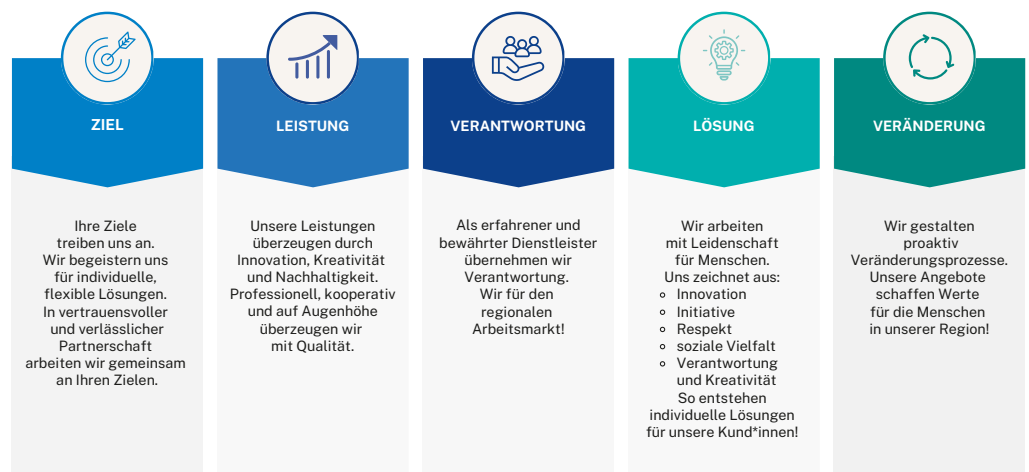 ZIEL
Ihre Ziele
treiben uns an.
Wir begeistern uns
für individuelle,
flexible Lösungen.
In vertrauensvoller
und verlässlicher
Partnerschaft
arbeiten wir gemeinsam
an Ihren Zielen.
LEISTUNG
Unsere Leistungen
überzeugen durch
Innovation, Kreativität
und Nachhaltigkeit.
Professionell, kooperativ
und auf Augenhöhe
überzeugen wir
mit Qualität.
VERANTWORTUNG
Als erfahrener und
bewährter Dienstleister
übernehmen wir
Verantwortung.
Wir für den
regionalen
Arbeitsmarkt!
LÖSUNG
Wir arbeiten
mit Leidenschaft
für Menschen.
Uns zeichnet aus:
Innovation
Initiative
Respekt
soziale Vielfalt
Verantwortung
und Kreativität
So entstehen
individuelle Lösungen
für unsere Kund*innen!
VERÄNDERUNG
Wir gestalten
proaktiv
Veränderungsprozesse.
Unsere Angebote
schaffen Werte
für die Menschen
in unserer Region!